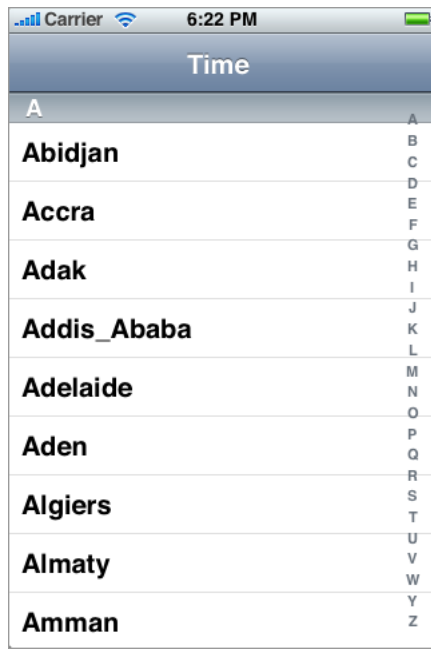 Carrier 6:22 PM
Time
A
Abidjan
Accra
Adak
Addis_Ababa
Adelaide
Aden
Algiers
Almaty
Amman
A
B
C
D
E
F
G
H
I
J
K
L
M
N
O
P
Q
R
S
T
U
V
W
Y
Z